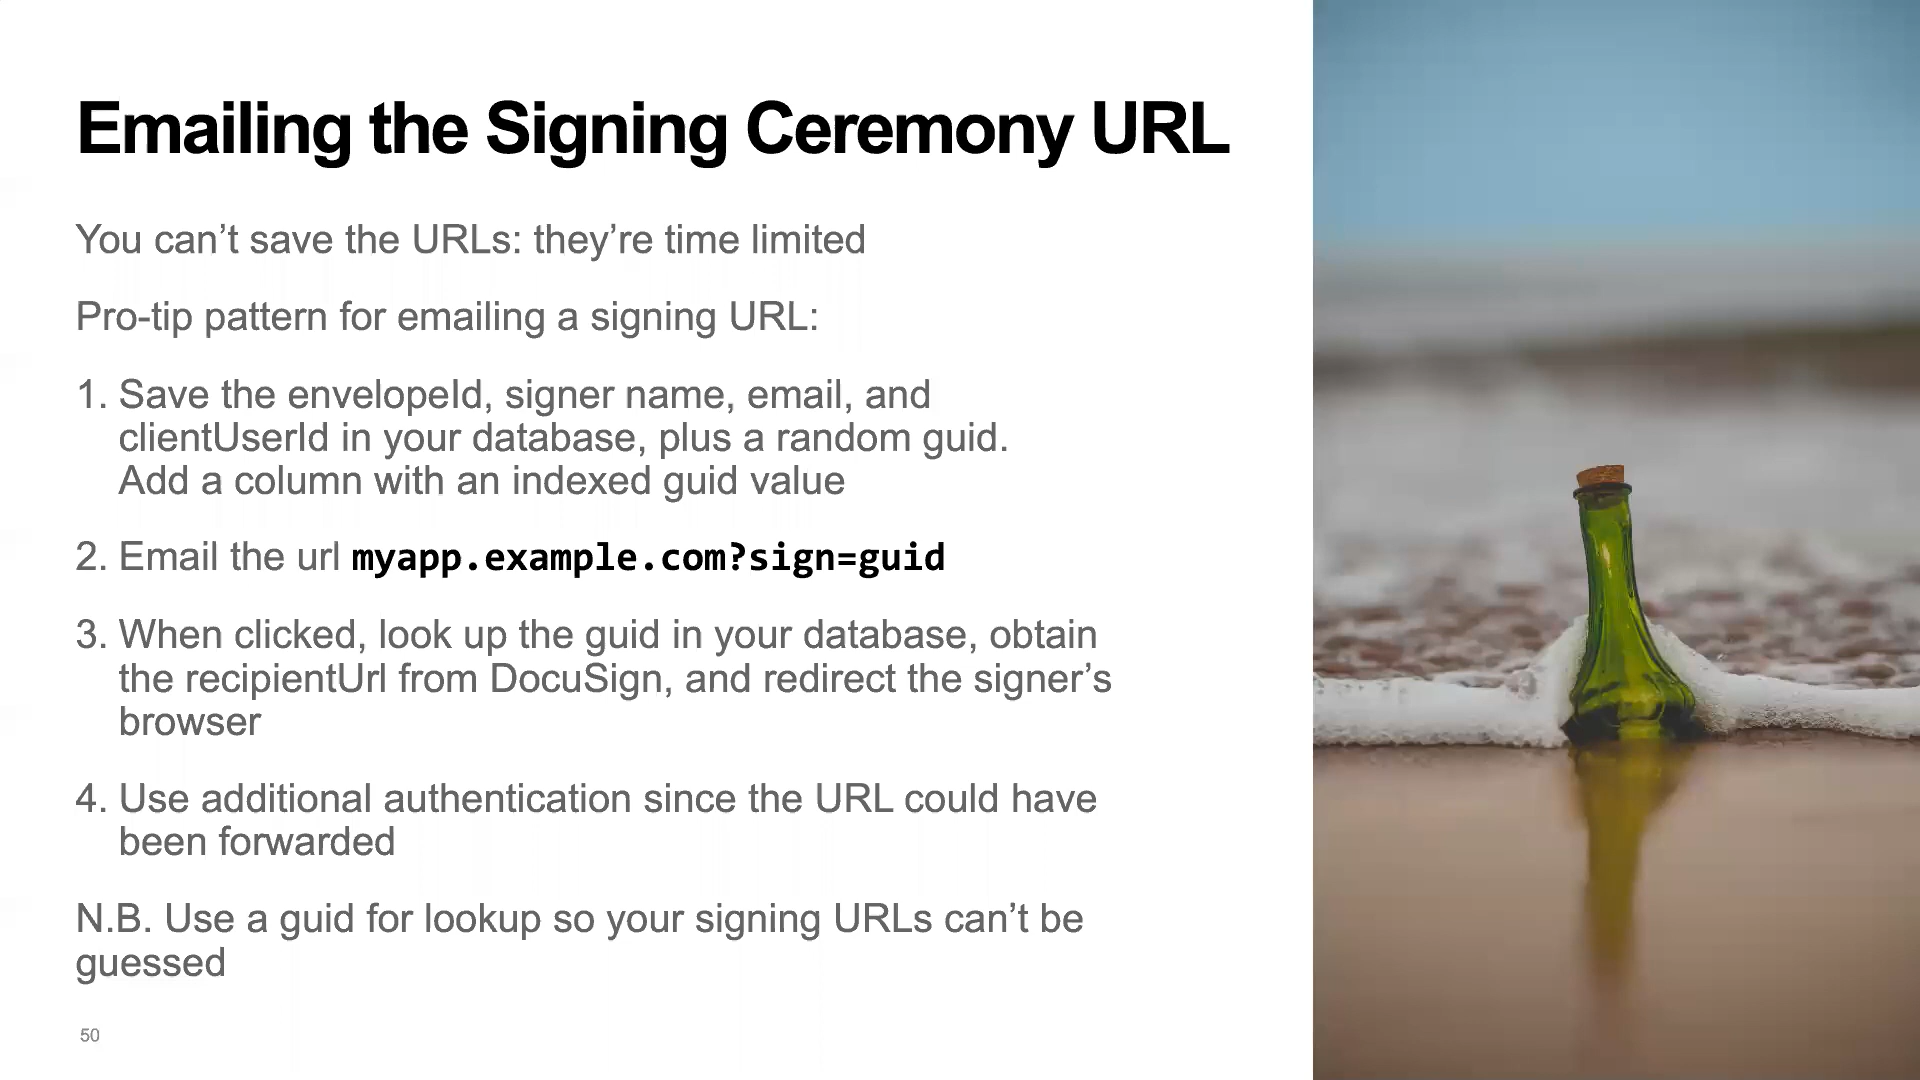 Emailing the Signing Ceremony URL
You can’t save the URLs: they’re time limited
Pro-tip pattern for emailing a signing URL:
1. Save the envelopeId, signer name, email, and
clientUserId in your database, plus a random guid.
Add a column with an indexed guid value
2. Email the url myapp.example.com?sign=guid
3. When clicked, look up the guid in your database, obtain
the recipientUrl from DocuSign, and redirect the signer’s
browser
4. Use additional authentication since the URL could have
been forwarded
N.B. Use a guid for lookup so your signing URLs can’t be
guessed
50